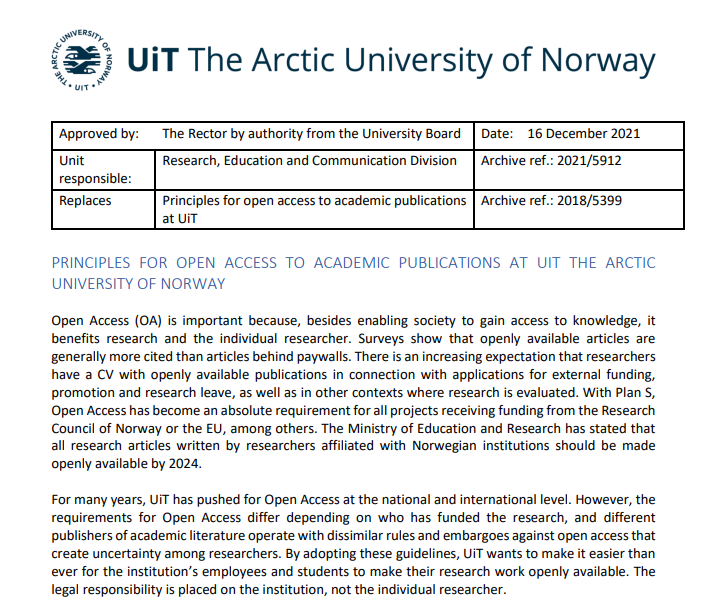 THE ARCTIC UNIVERSITY OF NORWAY
· UiT ·
UiT The Arctic University of Norway
Approved by: The Rector by authority from the University Board Date: 16 December 2021
Unit Research, Education and Communication Division Archive ref.: 2021/5912
responsible:
Replaces Principles for open access to academic publications Archive ref.: 2018/5399
at UiT
PRINCIPLES FOR OPEN ACCESS TO ACADEMIC PUBLICATIONS AT UIT THE ARCTIC
UNIVERSITY OF NORWAY
Open Access (OA) is important because, besides enabling society to gain access to knowledge, it
benefits research and the individual researcher. Surveys show that openly available articles are
generally more cited than articles behind paywalls. There is an increasing expectation that researchers
have a CV with openly available publications in connection with applications for external funding,
promotion and research leave, as well as in other contexts where research is evaluated. With Plan S,
Open Access has become an absolute requirement for all projects receiving funding from the Research
Council of Norway or the EU, among others. The Ministry of Education and Research has stated that
all research articles written by researchers affiliated with Norwegian institutions should be made
openly available by 2024.
For many years, UiT has pushed for Open Access at the national and international level. However, the
requirements for Open Access differ depending on who has funded the research, and different
publishers of academic literature operate with dissimilar rules and embargoes against open access that
create uncertainty among researchers. By adopting these guidelines, UiT wants to make it easier than
ever for the institution's employees and students to make their research work openly available. The
legal responsibility is placed on the institution, not the individual researcher.